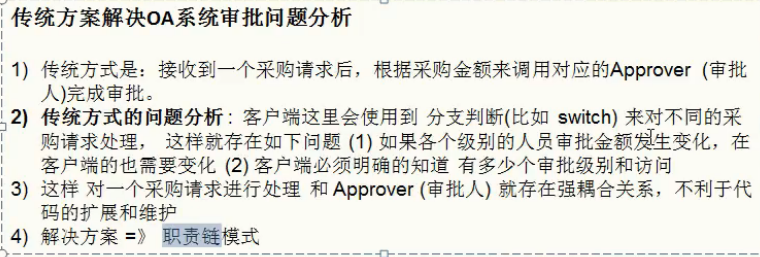 传统方案解决OA系统审批问题分析
1) 传统方式是：接收到一个采购请求后，根据采购金额来调用对应的Approver (审批
人)完成审批。
2) 传统方式的问题分析 : 客户端这里会使用到 分支判断(比如 switch) 来对不同的采
购请求处理， 这样就存在如下问题 (1) 如果各个级别的人员审批金额发生变化，在
客户端的也需要变化 (2) 客户端必须明确的知道 有多少个审批级别和访问
3) 这样 对一个采购请求进行处理 和 Approver (审批人) 就存在强耦合关系，不利于代
码的扩展和维护
4) 解决方案 =》 职责链模式